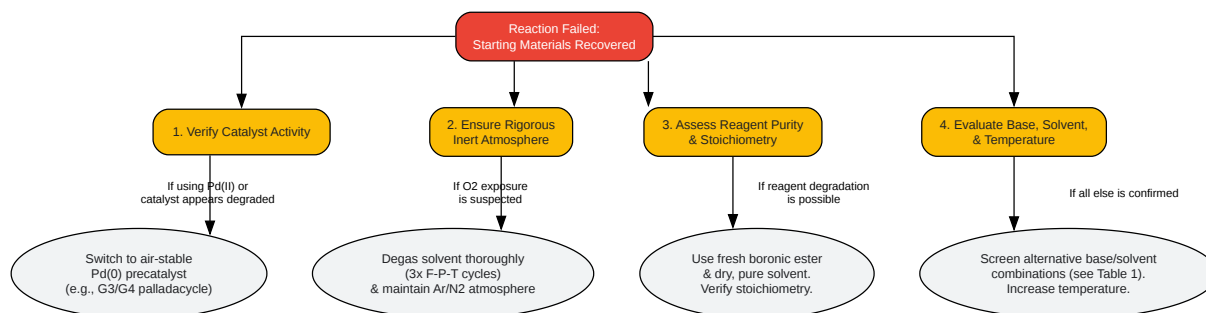 Reaction Failed:
Starting Materials Recovered
1. Verify Catalyst Activity
2. Ensure Rigorous
Inert Atmosphere
3. Assess Reagent Purity
& Stoichiometry
4. Evaluate Base, Solvent,
& Temperature
If using Pd(II) or
catalyst appears degraded
If O2 exposure
is suspected
If reagent degradation
is possible
If all else is confirmed
Switch to air-stable
Pd(0) precatalyst
(e.g., G3/G4 palladacycle)
Degas solvent thoroughly
(3x F-P-T cycles)
& maintain Ar/N2 atmosphere
Use fresh boronic ester
& dry, pure solvent.
Verify stoichiometry.
Screen alternative base/solvent
combinations (see Table 1).
Increase temperature.